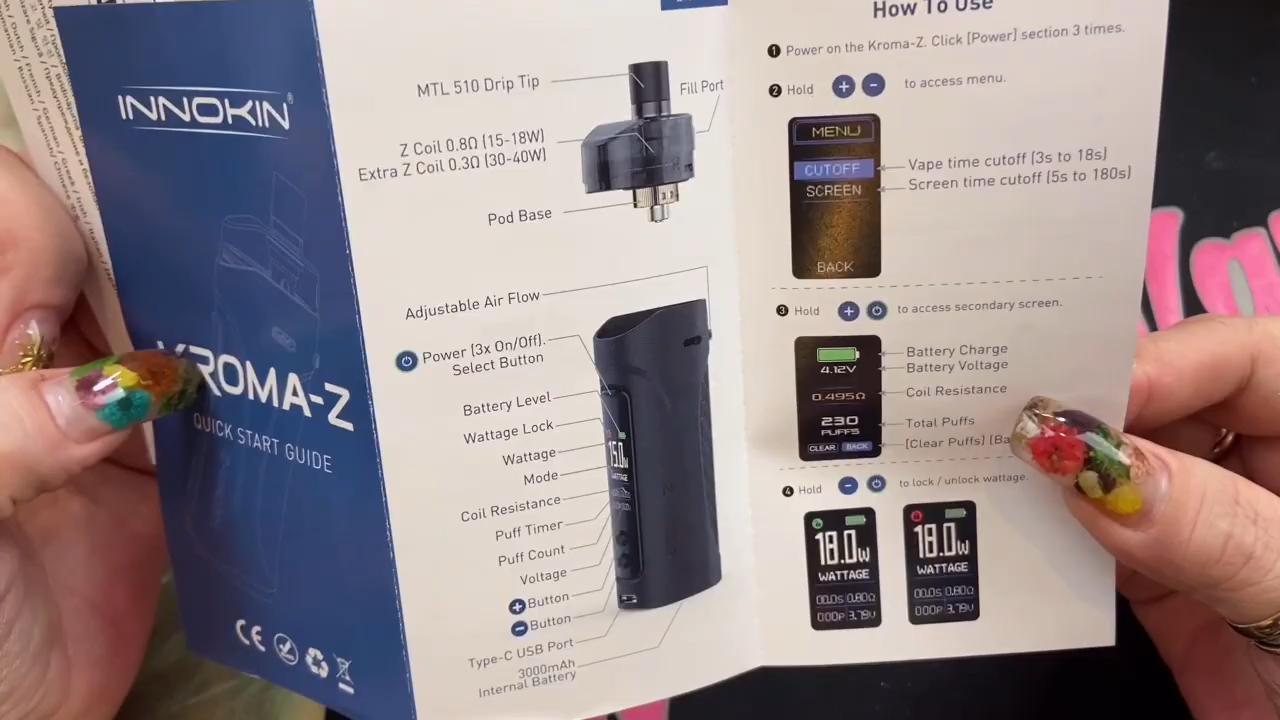 INNOKIN®
KROMA-Z
QUICK START GUIDE
CE
MTL 510 Drip Tip
Fill Port
Z Coil 0.8Ω (15-18W)
Extra Z Coil 0.3Ω (30-40W)
Pod Base
Adjustable Air Flow
Power (3x On/Off).
Select Button
Battery Level
Wattage Lock
Wattage
Mode
Coil Resistance
Puff Timer
Puff Count
Voltage
+ Button
− Button
Type-C USB Port
3000mAh
Internal Battery
15.0w
WATTAGE
How To Use
1 Power on the Kroma-Z. Click [Power] section 3 times.
2 Hold + − to access menu.
MENU
CUTOFF
SCREEN
BACK
Vape time cutoff (3s to 18s)
Screen time cutoff (5s to 180s)
3 Hold + to access secondary screen.
4.12V
0.495Ω
230
PUFFS
CLEAR BACK
Battery Charge
Battery Voltage
Coil Resistance
Total Puffs
[Clear Puffs] [Ba
4 Hold − to lock / unlock wattage.
18.0w
WATTAGE
00.0s 0.80Ω
000P 3.79V
18.0w
WATTAGE
00.0s 0.80Ω
000P 3.79V